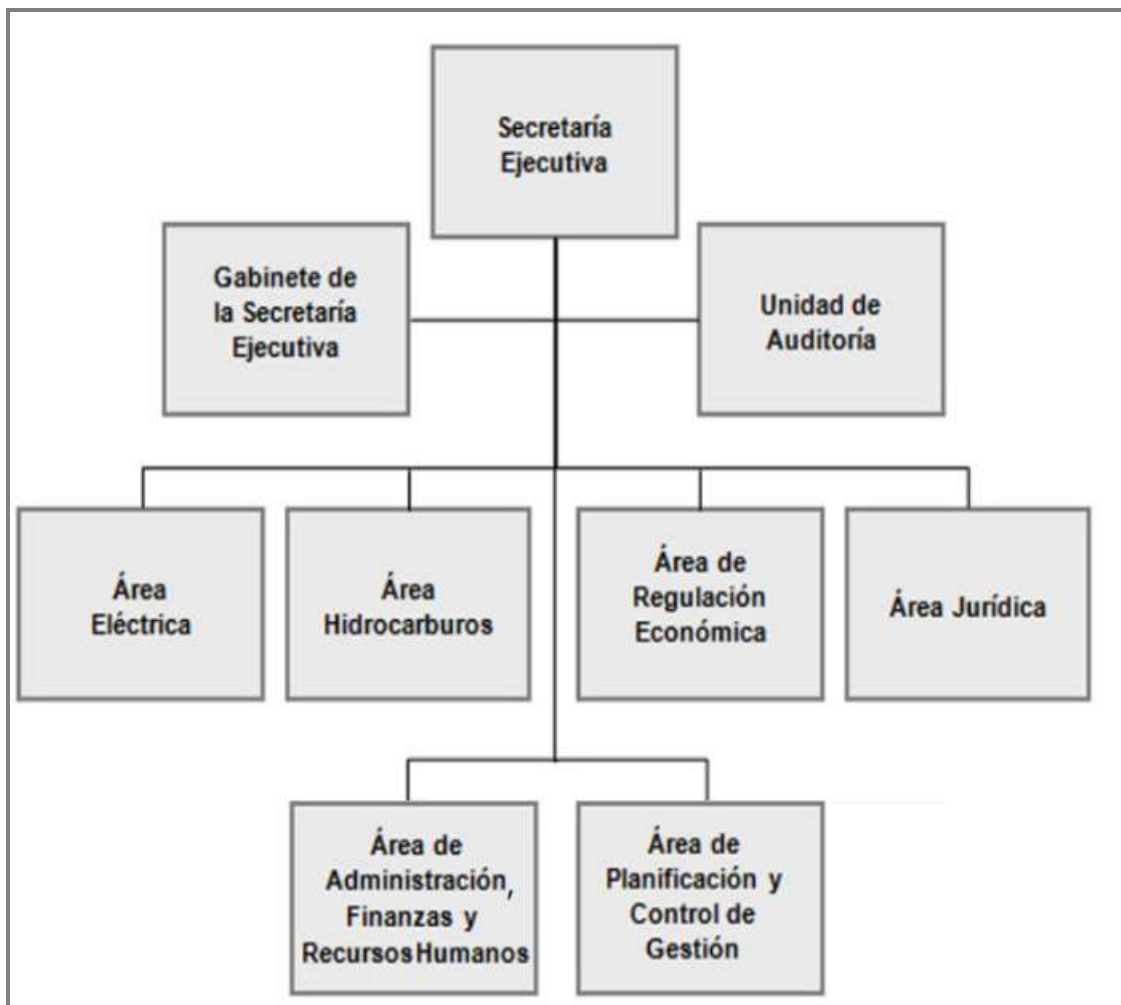 Secretaría
Ejecutiva
Gabinete de
la Secretaría
Ejecutiva
Unidad de
Auditoría
Área
Eléctrica
Área
Hidrocarburos
Área de
Regulación
Económica
Área Jurídica
Área de
Administración,
Finanzas y
Recursos Humanos
Área de
Planificación y
Control de
Gestión